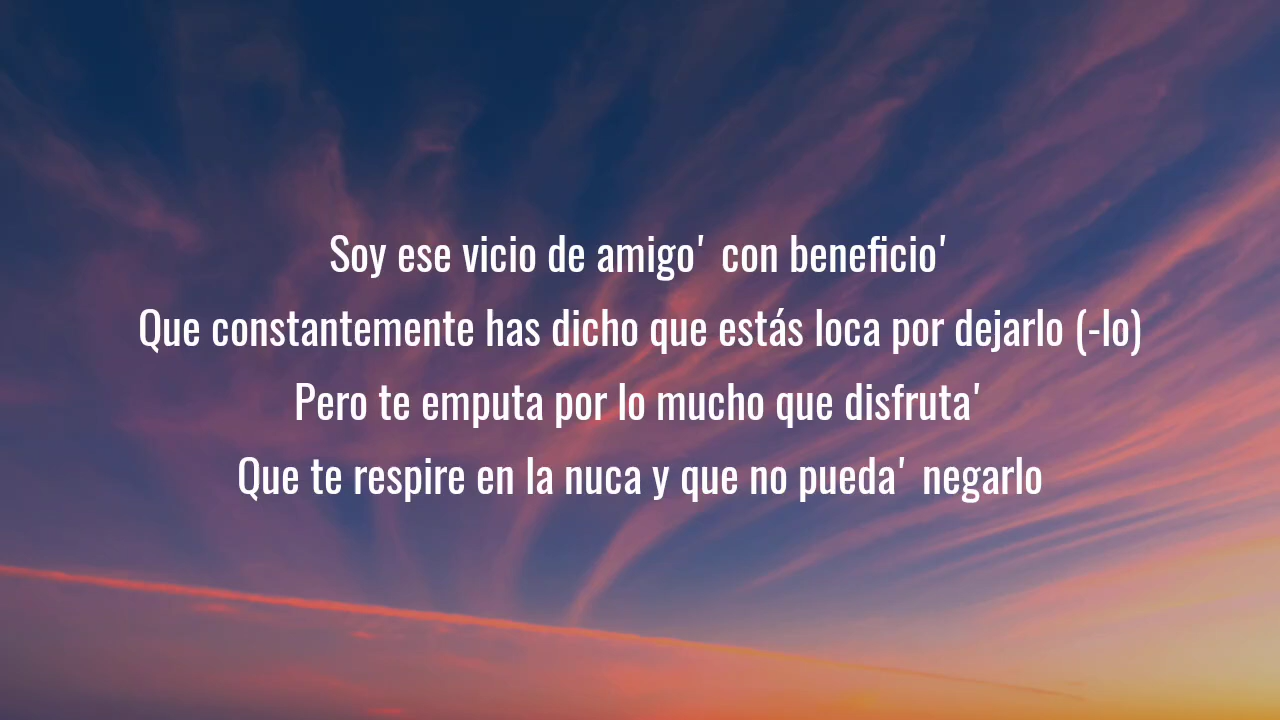 Soy ese vicio de amigo' con beneficio'
Que constantemente has dicho que estás loca por dejarlo (-lo)
Pero te emputa por lo mucho que disfruta'
Que te respire en la nuca y que no pueda' negarlo